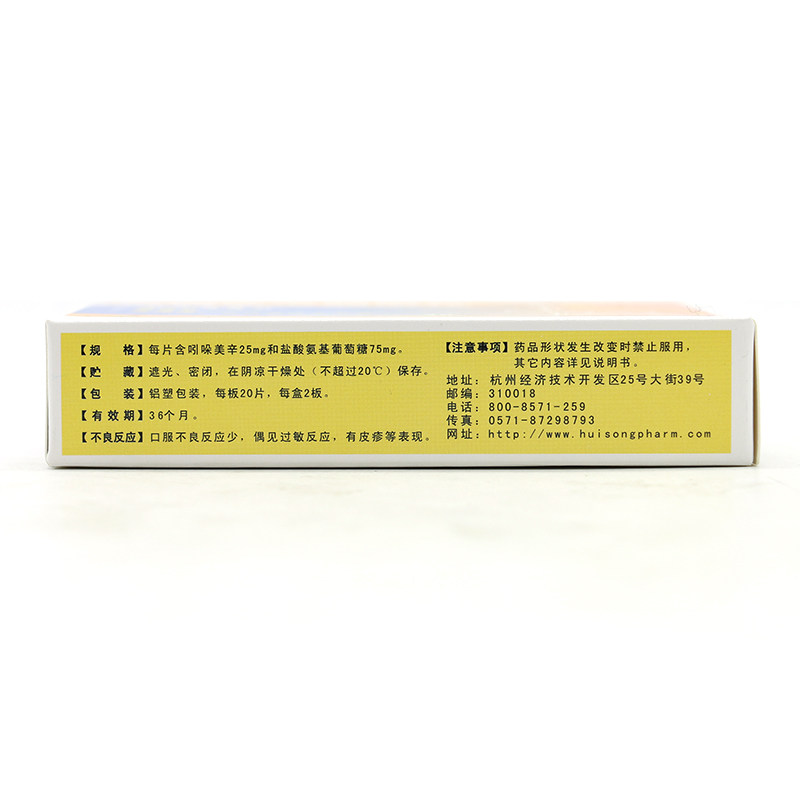 【规 格】每片含吲哚美辛25mg和盐酸氨基葡萄糖75mg。
【贮 藏】遮光、密闭，在阴凉干燥处（不超过20℃）保存。
【包 装】铝塑包装，每板20片，每盒2板。
【有 效 期】36个月。
【不良反应】口服不良反应少，偶见过敏反应，有皮疹等表现。
【注意事项】药品形状发生改变时禁止服用，
其它内容详见说明书。
地址：杭州经济技术开发区25号大街39号
邮编：310018
电话：800-8571-259
传真：0571-87298793
网址：http://www.huisongpharm.com